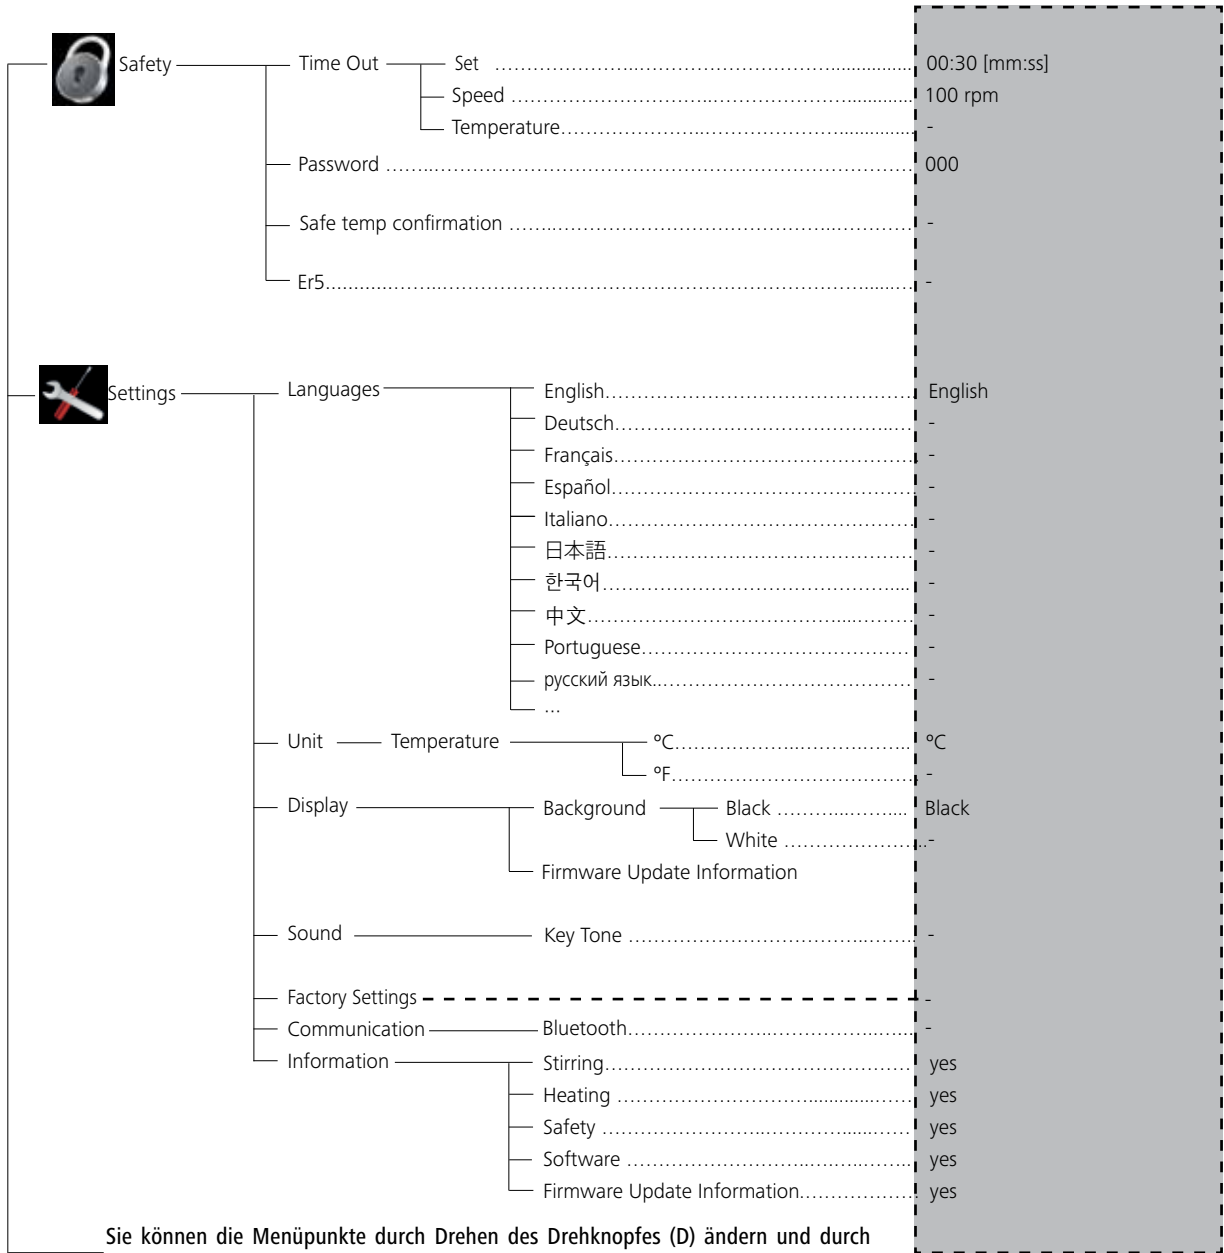 Safety Time Out Set ........ 00:30 [mm:ss]
Speed ........ 100 rpm
Temperature ........ -
Password ........ 000
Safe temp confirmation ........ -
Er5 ........ -
Settings Languages English ........ English
Deutsch ........ -
Français ........ -
Español ........ -
Italiano ........ -
日本語 ........ -
한국어 ........ -
中文 ........ -
Portuguese ........ -
русский язык ........ -
...
Unit Temperature ºC ........ ºC
ºF ........ -
Display Background Black ........ Black
White ........ -
Firmware Update Information
Sound Key Tone ........ -
Factory Settings -
Communication Bluetooth ........ -
Information Stirring ........ yes
Heating ........ yes
Safety ........ yes
Software ........ yes
Firmware Update Information ........ yes
Sie können die Menüpunkte durch Drehen des Drehknopfes (D) ändern und durch